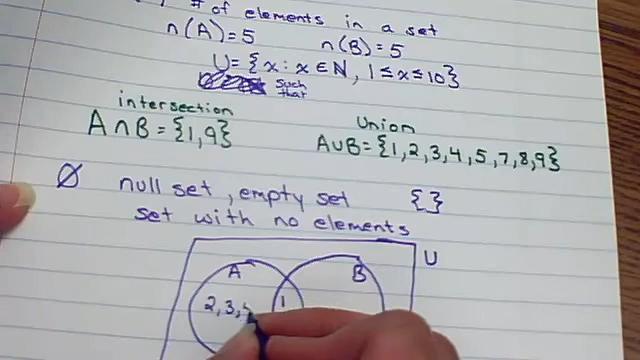 # of elements in a set
n(A)=5 n(B)=5
U={x: x∈N, 1≤x≤10}
such that
intersection Union
A∩B={1,9} A∪B={1,2,3,4,5,7,8,9}
∅ null set, empty set { }
set with no elements
U
A B
2,3, 1